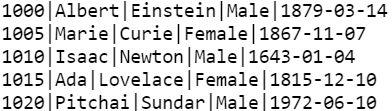 1000|Albert|Einstein|Male|1879-03-14
1005|Marie|Curie|Female|1867-11-07
1010|Isaac|Newton|Male|1643-01-04
1015|Ada|Lovelace|Female|1815-12-10
1020|Pitchai|Sundar|Male|1972-06-10